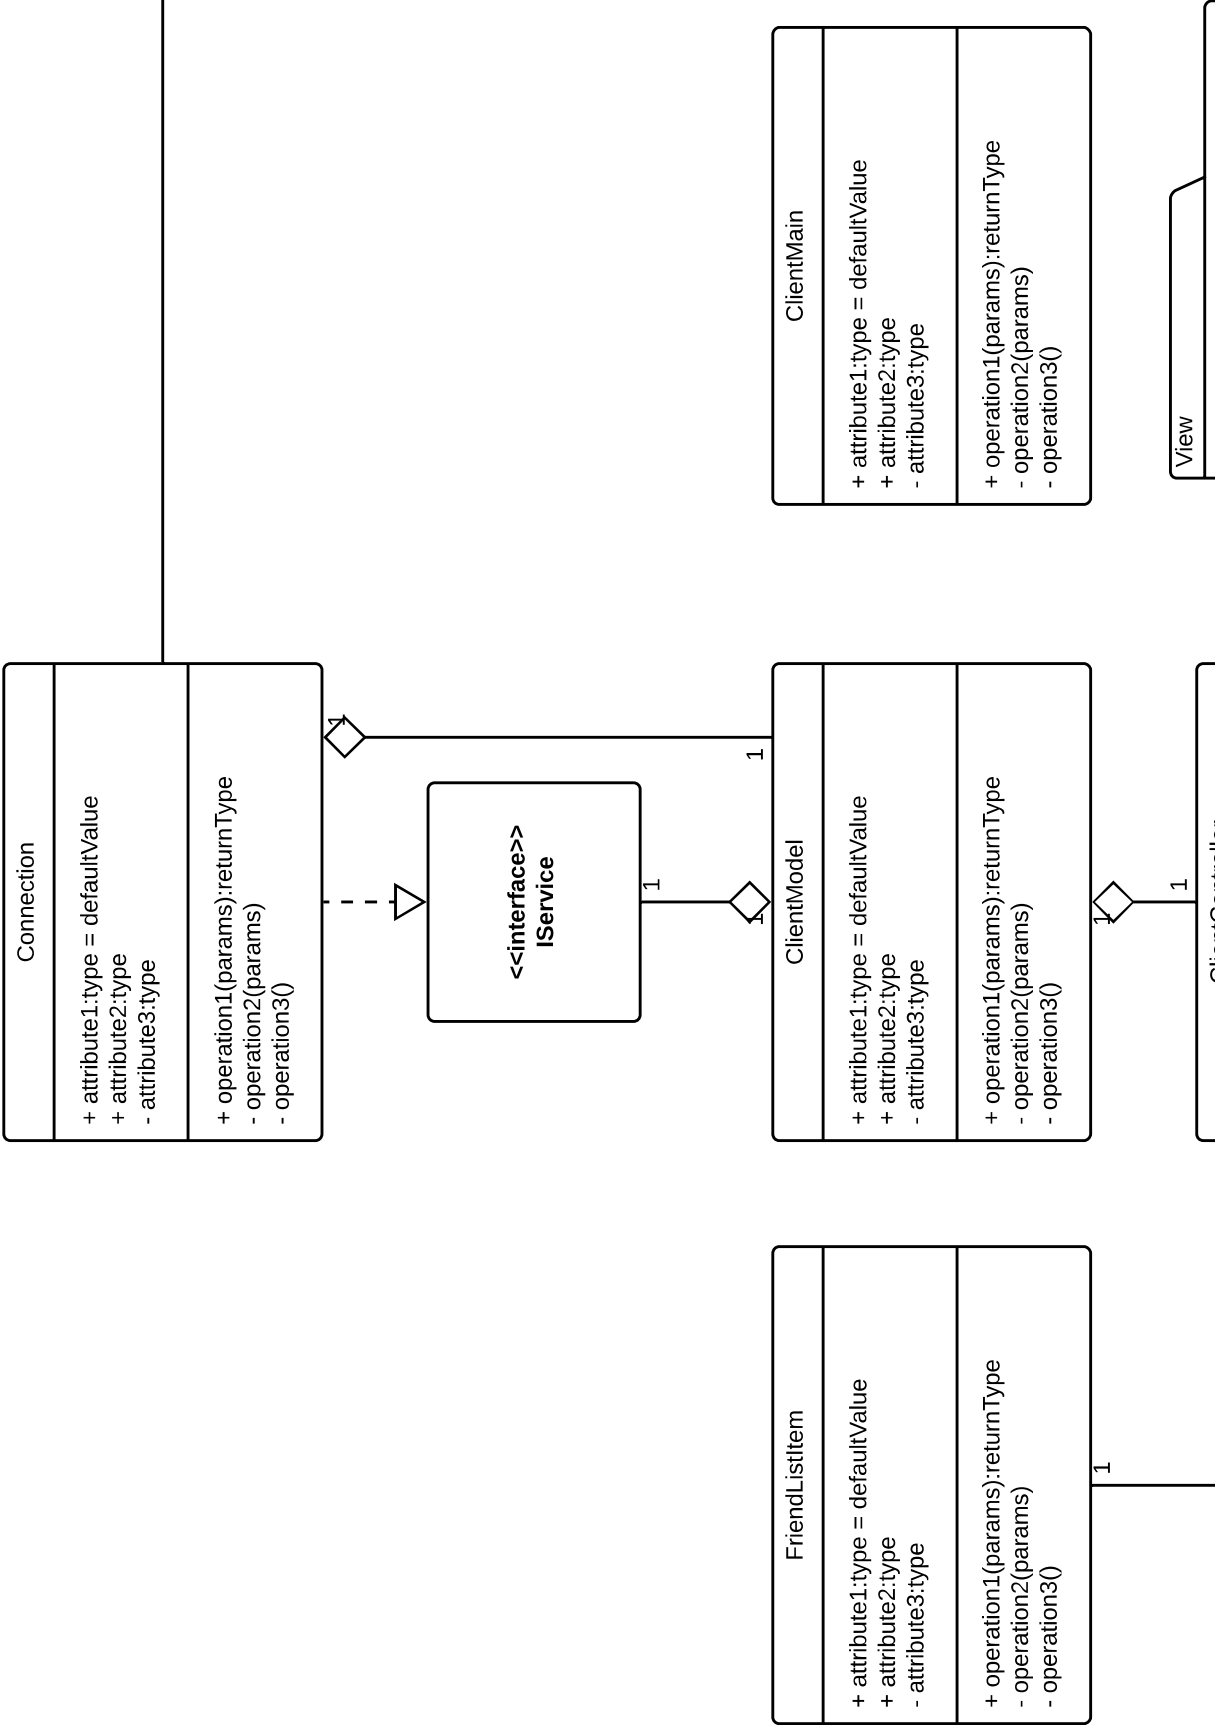 Connection
+ attribute1:type = defaultValue
+ attribute2:type
- attribute3:type
+ operation1(params):returnType
- operation2(params)
- operation3()
1
1
<<interface>>
IService
1
1
ClientMain
+ attribute1:type = defaultValue
+ attribute2:type
- attribute3:type
+ operation1(params):returnType
- operation2(params)
- operation3()
ClientModel
+ attribute1:type = defaultValue
+ attribute2:type
- attribute3:type
+ operation1(params):returnType
- operation2(params)
- operation3()
1
1
FriendListItem
+ attribute1:type = defaultValue
+ attribute2:type
- attribute3:type
+ operation1(params):returnType
- operation2(params)
- operation3()
1
View